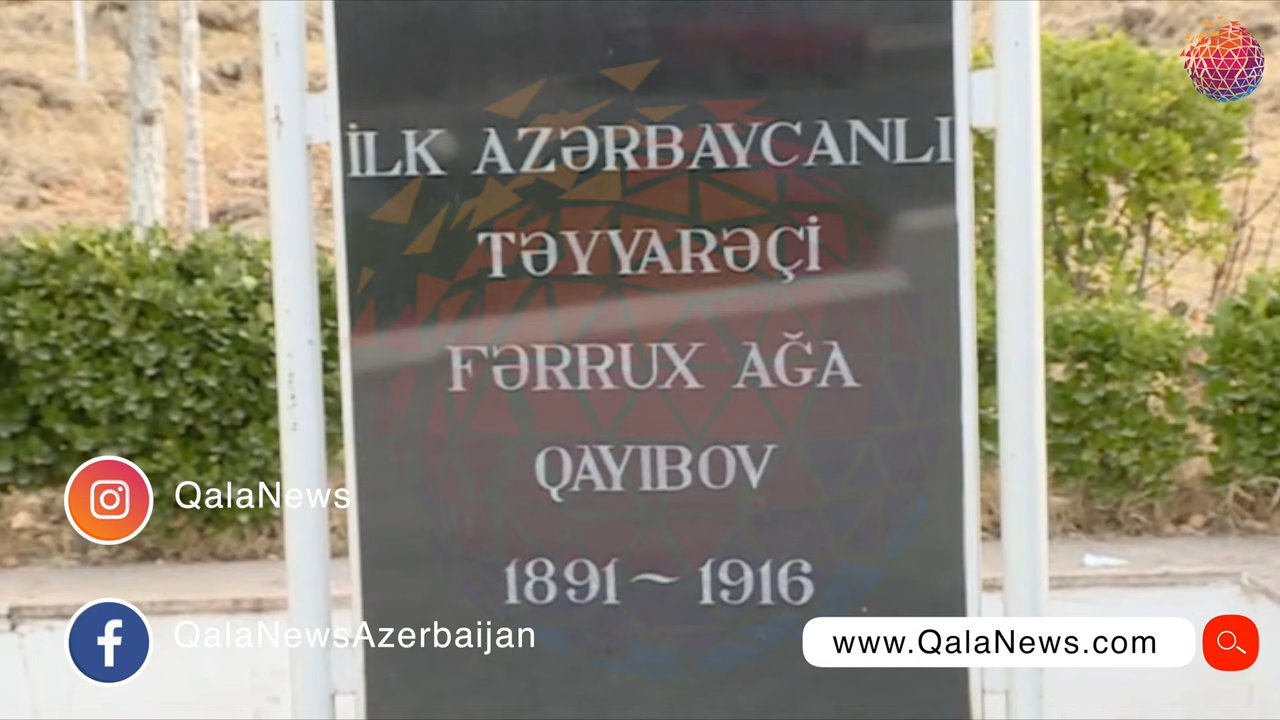 İLK AZƏRBAYCANLI
TƏYYARƏÇİ
FƏRRUX AĞA
QAYIBOV
1891 ~ 1916
QalaNews
QalaNewsAzerbaijan
www.QalaNews.com